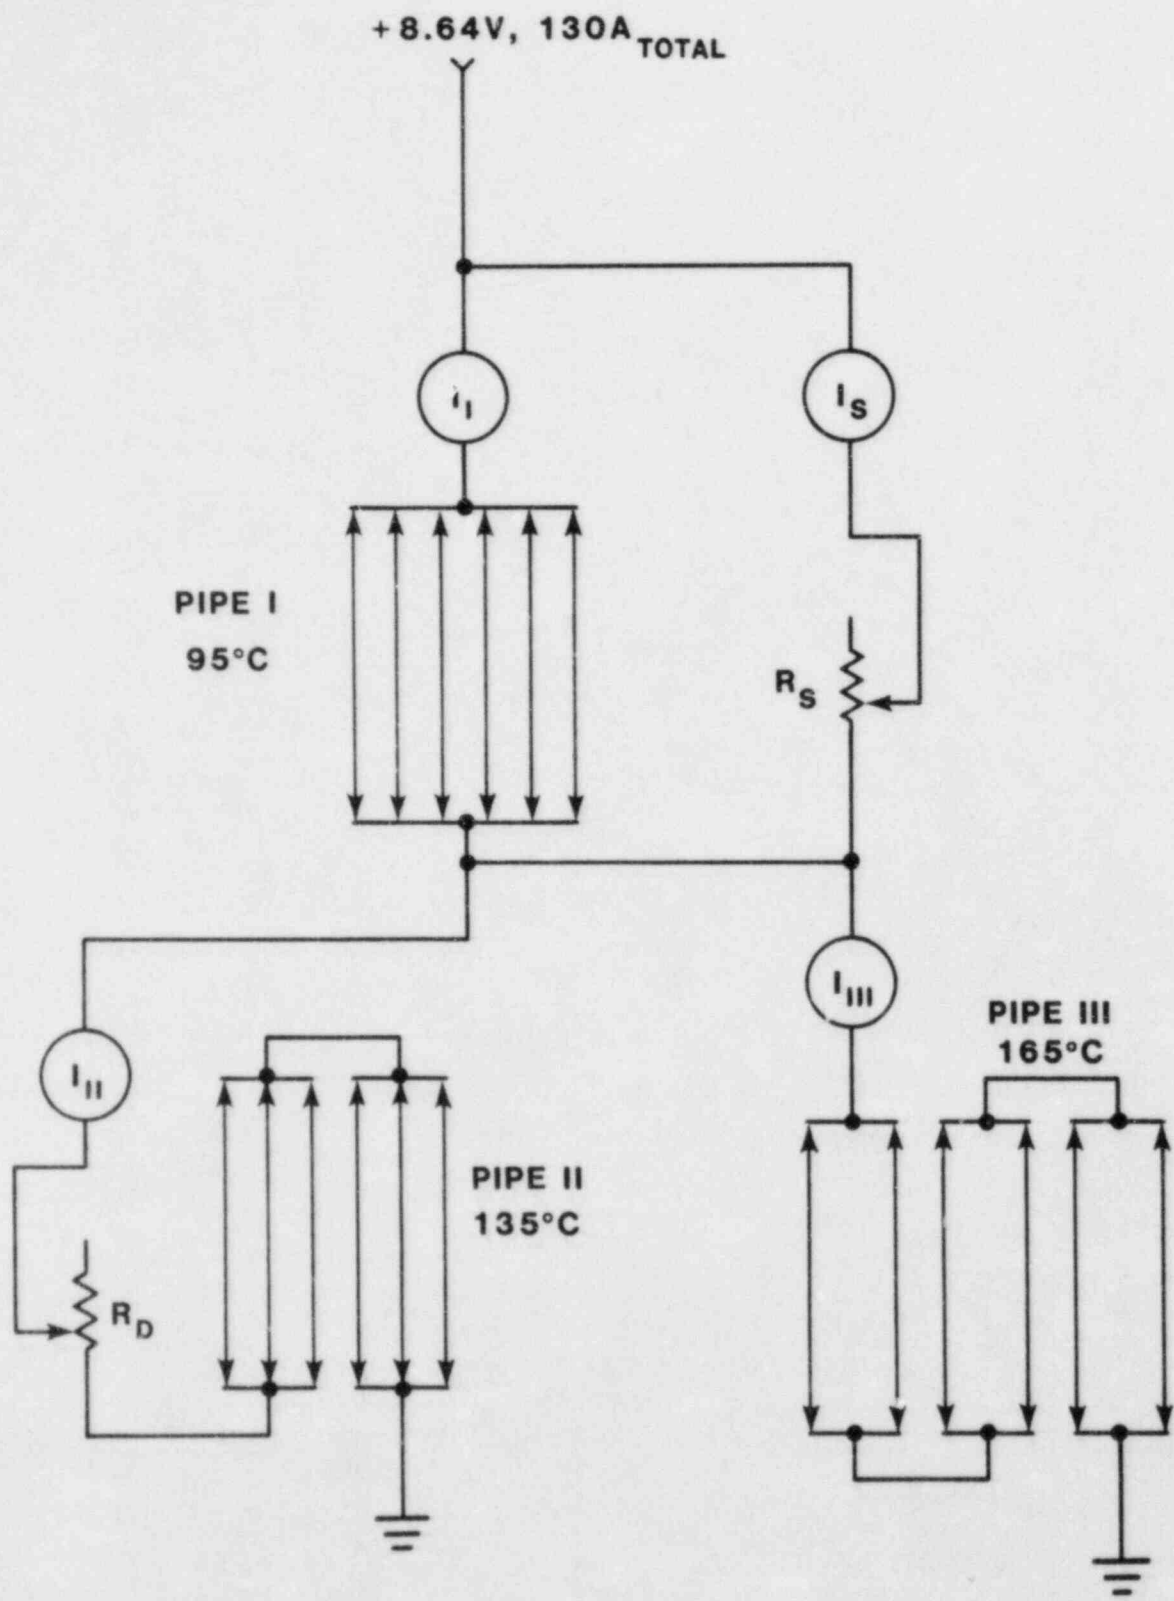 +8.64V, 130A TOTAL
I I
I S
PIPE I
95°C
R S
I III
PIPE III
165°C
I II
PIPE II
135°C
R D